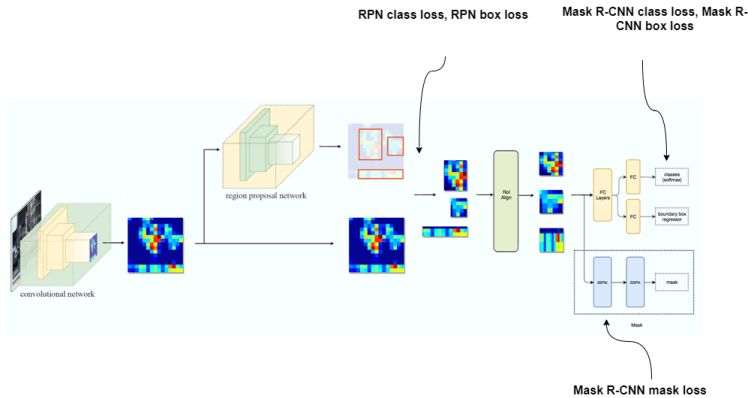 RPN class loss, RPN box loss
Mask R-CNN class loss, Mask R-
CNN box loss
region proposal network
convolutional network
RoI
Align
FC
Layers
FC
classes
(softmax)
FC
boundary box
regressor
conv.
conv.
mask
Mask
Mask R-CNN mask loss